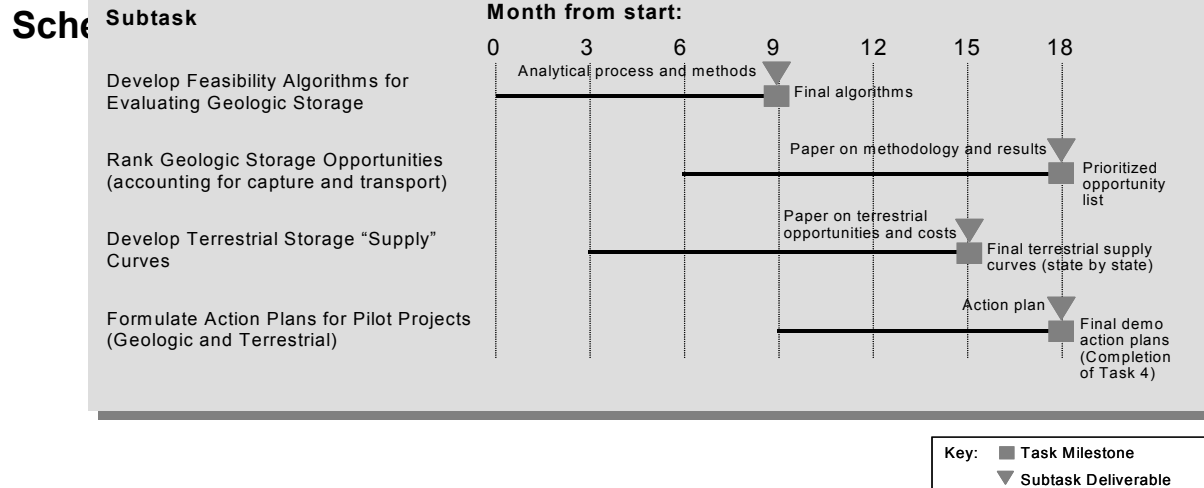 Sche
Subtask
Month from start:
0 3 6 9 12 15 18
Develop Feasibility Algorithms for
Evaluating Geologic Storage
Analytical process and methods
Final algorithms
Rank Geologic Storage Opportunities
(accounting for capture and transport)
Paper on methodology and results
Prioritized
opportunity
list
Develop Terrestrial Storage “Supply”
Curves
Paper on terrestrial
opportunities and costs
Final terrestrial supply
curves (state by state)
Formulate Action Plans for Pilot Projects
(Geologic and Terrestrial)
Action plan
Final demo
action plans
(Completion
of Task 4)
Key: Task Milestone
Subtask Deliverable